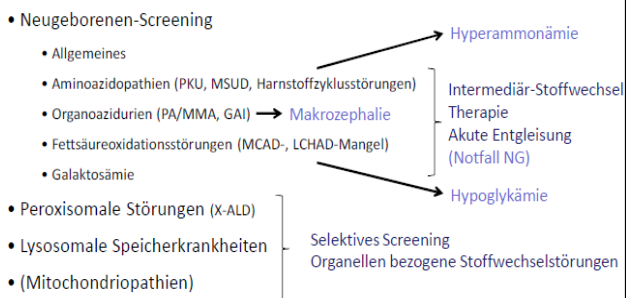 • Neugeborenen-Screening
Hyperammonämie
• Allgemeines
• Aminoazidopathien (PKU, MSUD, Harnstoffzyklusstörungen)
• Organoazidurien (PA/MMA, GAI)
Makrozephalie
• Fettsäureoxidationsstörungen (MCAD-, LCHAD-Mangel)
• Galaktosämie
Intermediär-Stoffwechsel
Therapie
Akute Entgleisung
(Notfall NG)
Hypoglykämie
• Peroxisomale Störungen (X-ALD)
• Lysosomale Speicherkrankheiten
• (Mitochondriopathien)
Selektives Screening
Organellen bezogene Stoffwechselstörungen